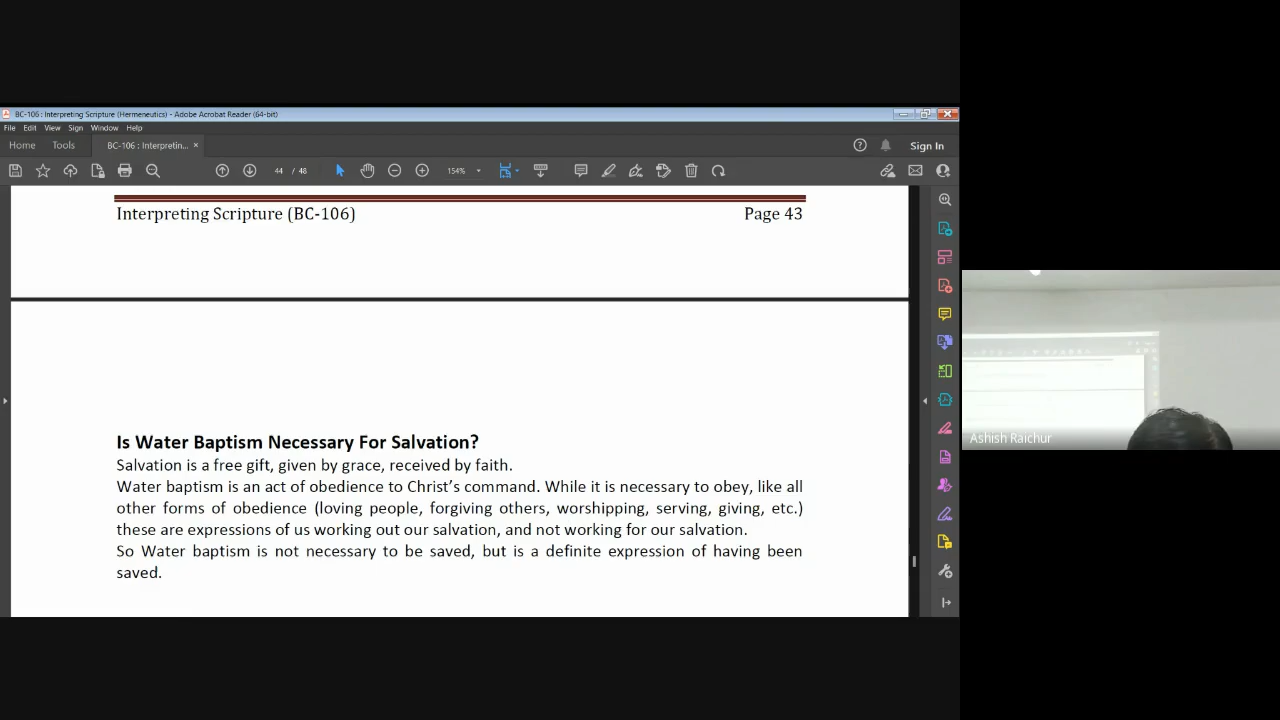 BC-106 : Interpreting Scripture (Hermeneutics) - Adobe Acrobat Reader (64-bit)
File Edit View Sign Window Help
Home Tools BC-106 : Interpretin... × Sign In
44 / 48 154%
Interpreting Scripture (BC-106) Page 43
Is Water Baptism Necessary For Salvation?
Salvation is a free gift, given by grace, received by faith.
Water baptism is an act of obedience to Christ's command. While it is necessary to obey, like all
other forms of obedience (loving people, forgiving others, worshipping, serving, giving, etc.)
these are expressions of us working out our salvation, and not working for our salvation.
So Water baptism is not necessary to be saved, but is a definite expression of having been
saved.
Ashish Raichur